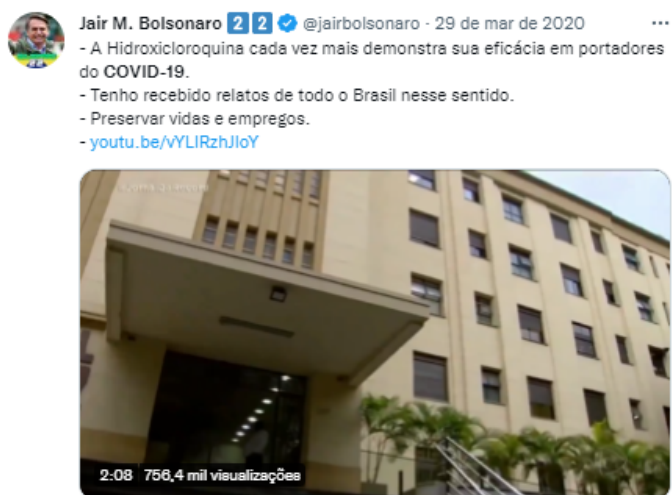 Jair M. Bolsonaro 2️⃣2️⃣ @jairbolsonaro · 29 de mar de 2020 ...
- A Hidroxicloroquina cada vez mais demonstra sua eficácia em portadores
do COVID-19.
- Tenho recebido relatos de todo o Brasil nesse sentido.
- Preservar vidas e empregos.
- youtu.be/vYLIRzhJIoY
2:08 756,4 mil visualizações